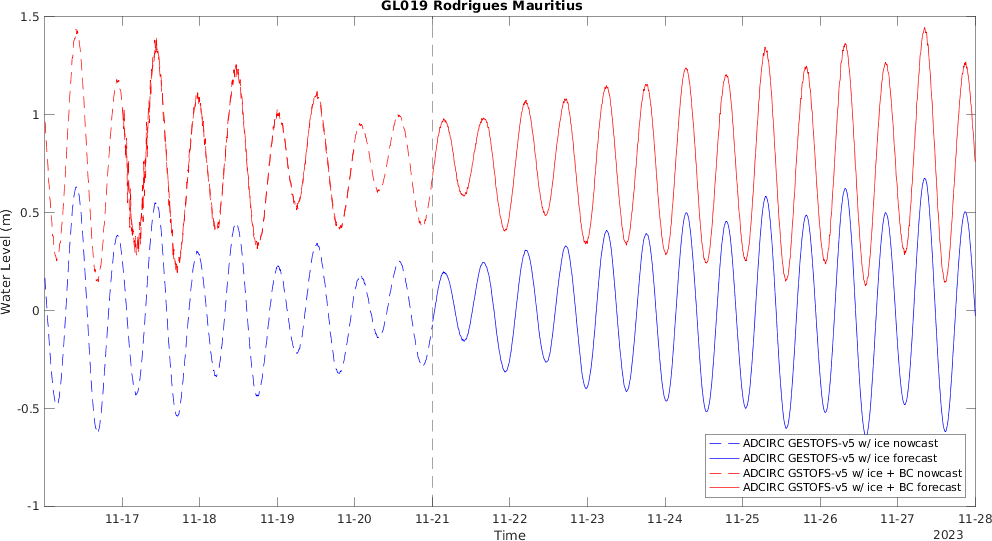 GL019 Rodrigues Mauritius
1.5
1
0.5
0
-0.5
-1
Water Level (m)
11-17 11-18 11-19 11-20 11-21 11-22 11-23 11-24 11-25 11-26 11-27 11-28
2023
Time
ADCIRC GESTOFS-v5 w/ ice nowcast
ADCIRC GESTOFS-v5 w/ ice forecast
ADCIRC GSTOFS-v5 w/ ice + BC nowcast
ADCIRC GSTOFS-v5 w/ ice + BC forecast